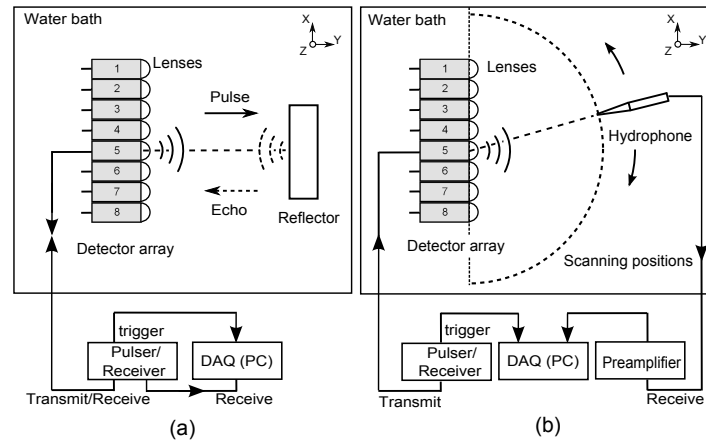 Water bath
X
Z
Y
1
2
3
4
5
6
7
8
Lenses
Pulse
Echo
Reflector
Detector array
trigger
Pulser/
Receiver
DAQ (PC)
Transmit/Receive
Receive
(a)
Water bath
X
Z
Y
1
2
3
4
5
6
7
8
Lenses
Hydrophone
Detector array
Scanning positions
trigger
Pulser/
Receiver
DAQ (PC)
Preamplifier
Transmit
Receive
(b)